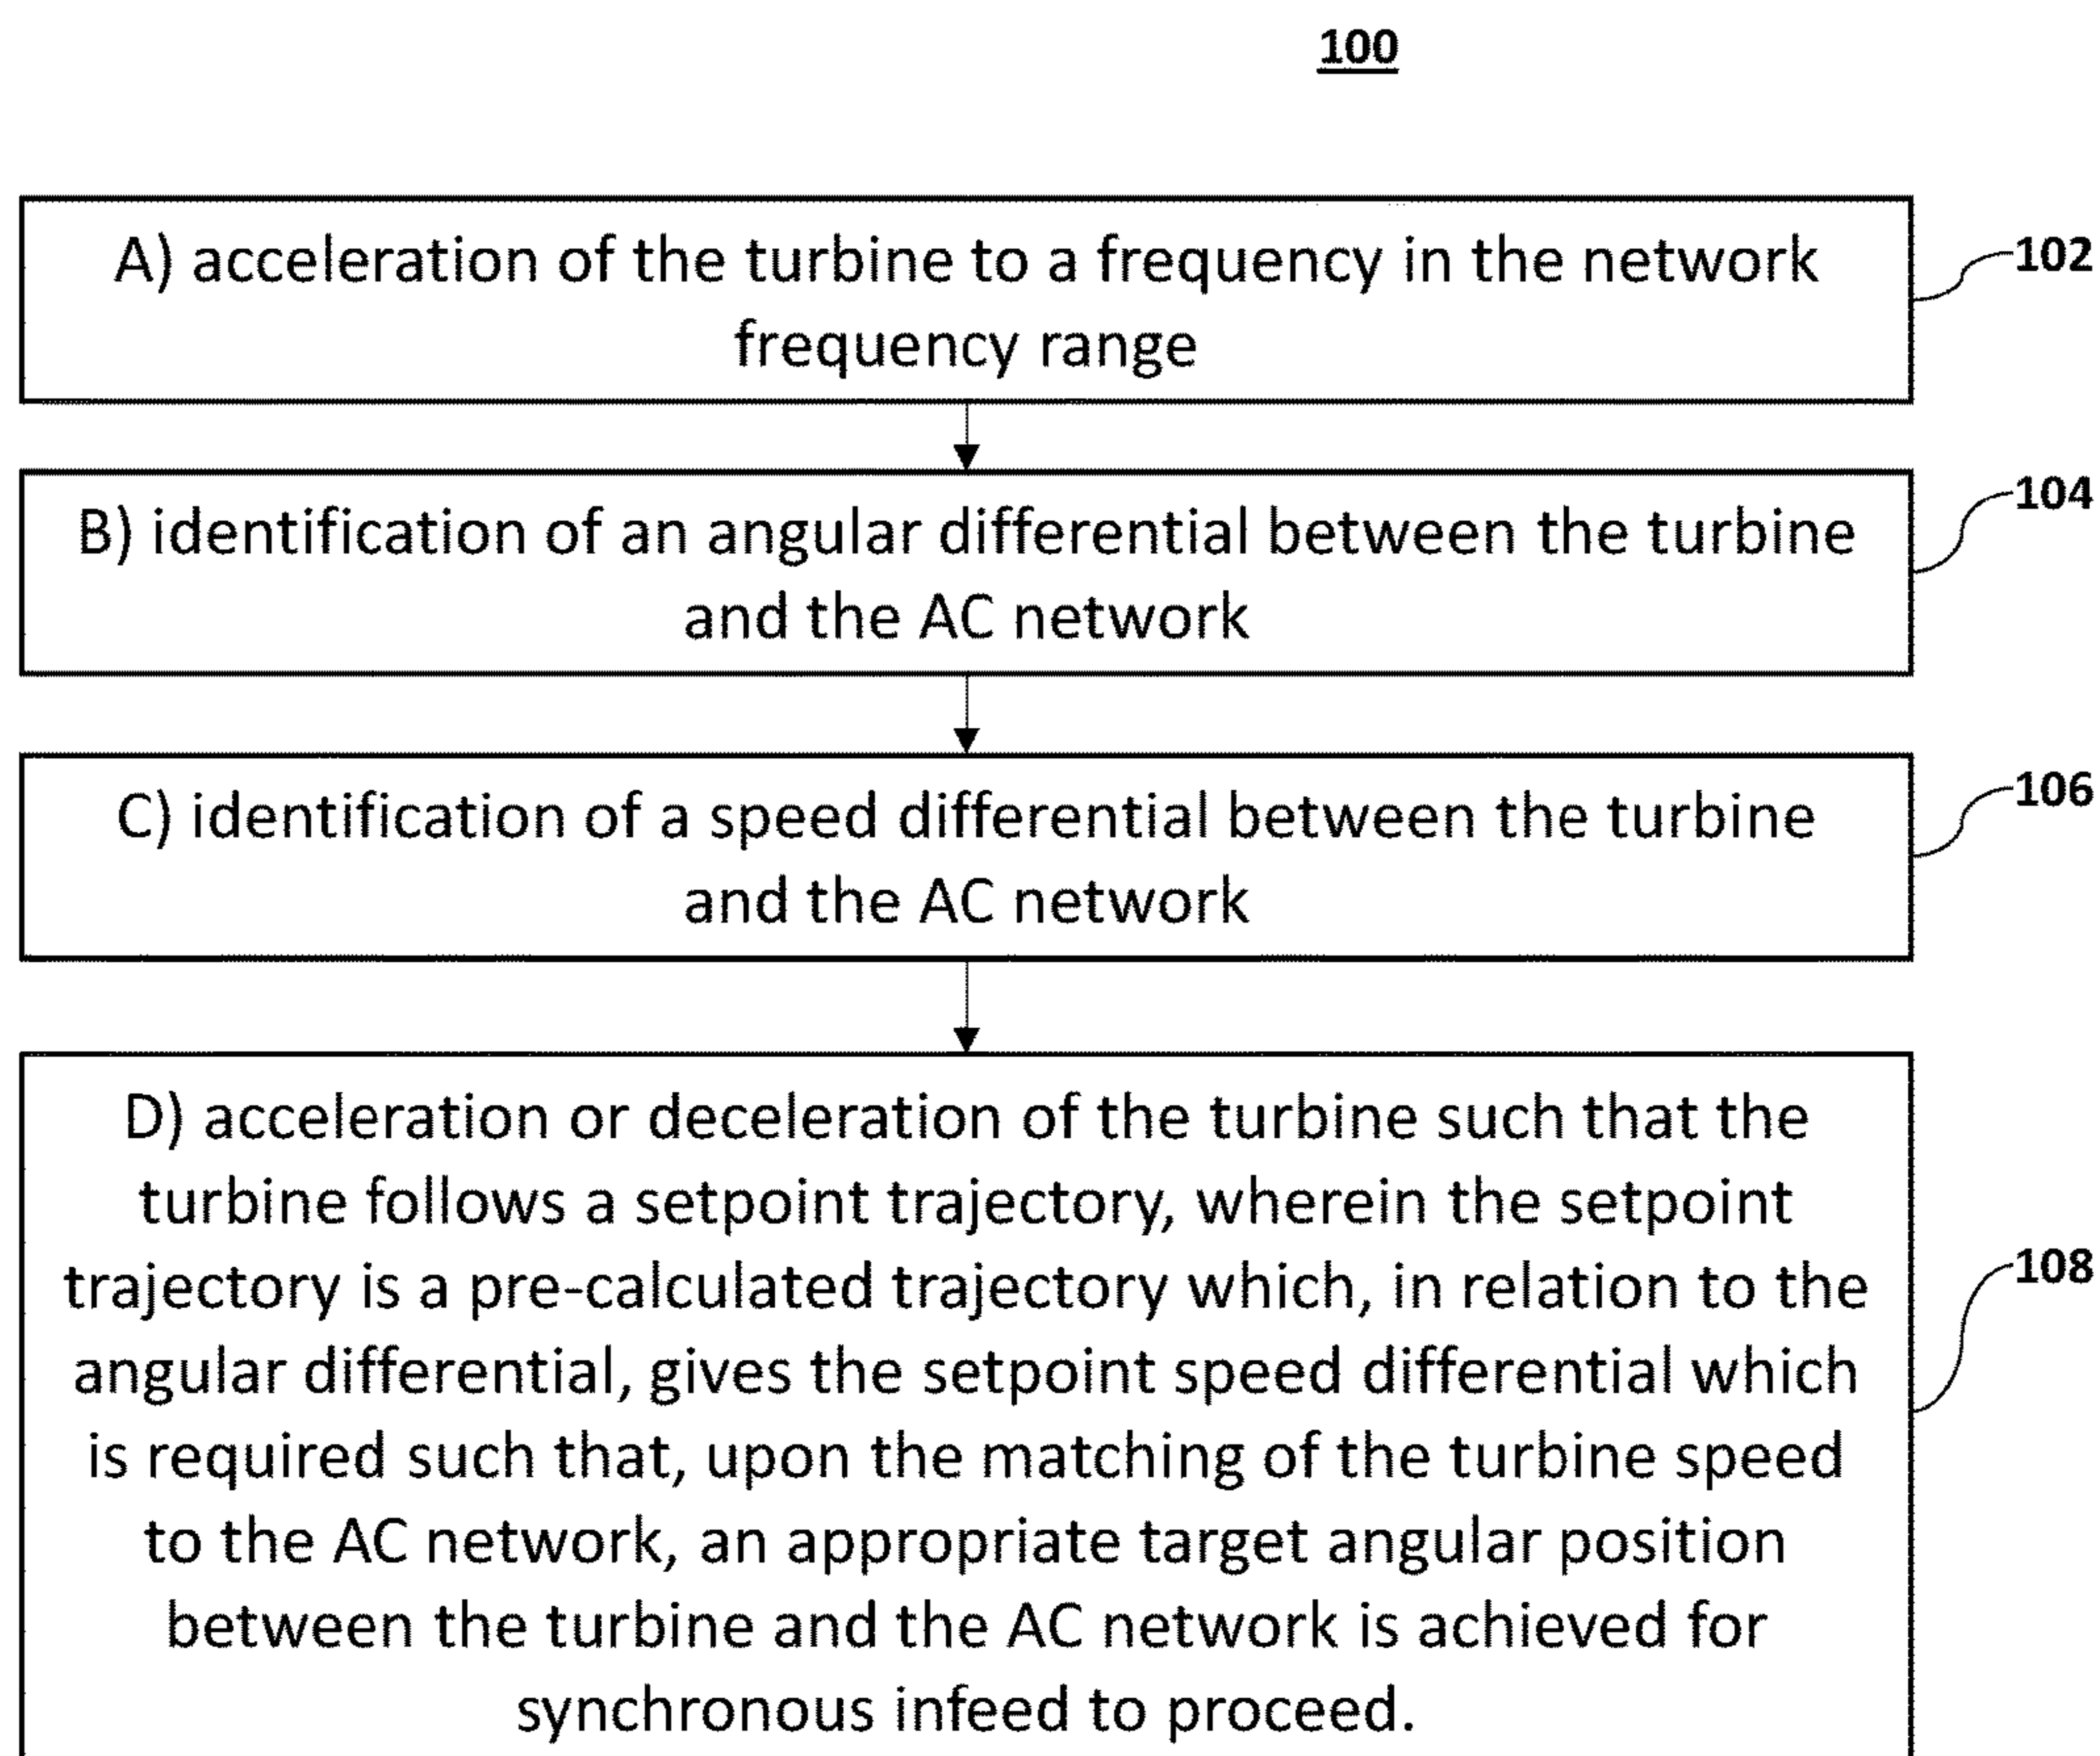 100
A) acceleration of the turbine to a frequency in the network
frequency range
102
B) identification of an angular differential between the turbine
and the AC network
104
C) identification of a speed differential between the turbine
and the AC network
106
D) acceleration or deceleration of the turbine such that the
turbine follows a setpoint trajectory, wherein the setpoint
trajectory is a pre-calculated trajectory which, in relation to the
angular differential, gives the setpoint speed differential which
is required such that, upon the matching of the turbine speed
to the AC network, an appropriate target angular position
between the turbine and the AC network is achieved for
synchronous infeed to proceed.
108